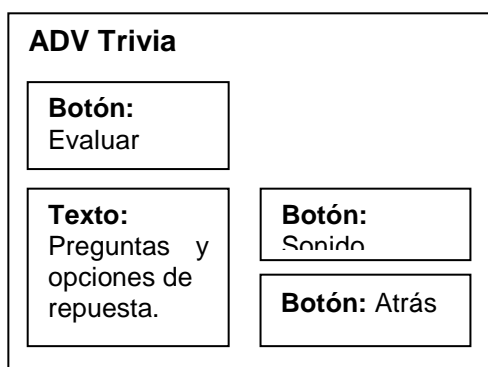 ADV Trivia
Botón:
Evaluar
Texto:
Preguntas y
opciones de
repuesta.
Botón:
Sonido
Botón: Atrás